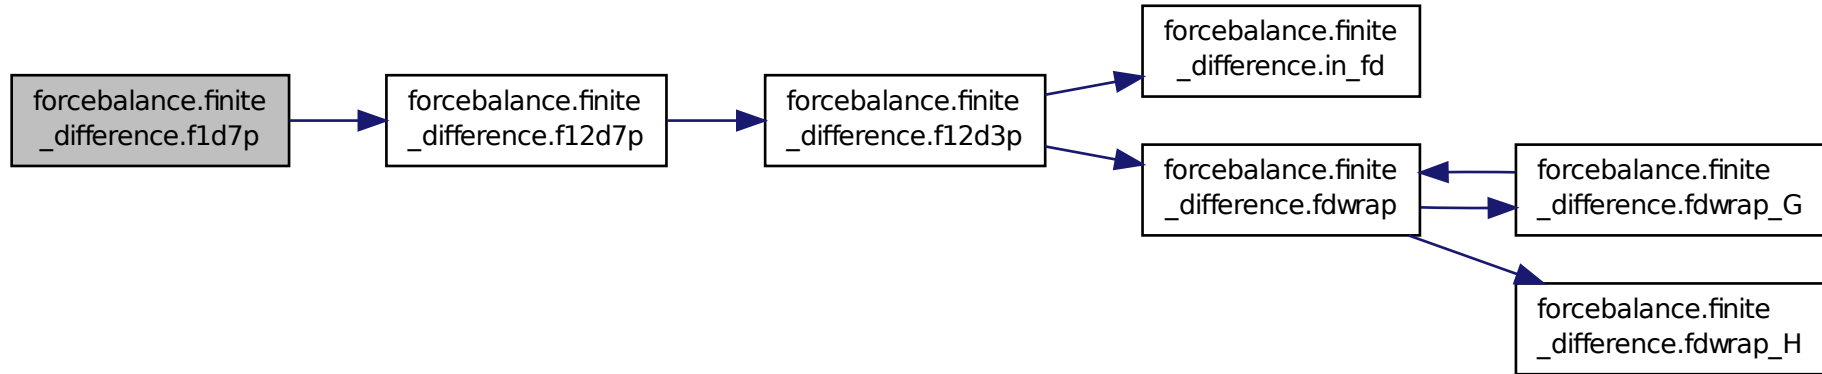 forcebalance.finite
_difference.f1d7p
forcebalance.finite
_difference.f12d7p
forcebalance.finite
_difference.f12d3p
forcebalance.finite
_difference.in_fd
forcebalance.finite
_difference.fdwrap
forcebalance.finite
_difference.fdwrap_G
forcebalance.finite
_difference.fdwrap_H